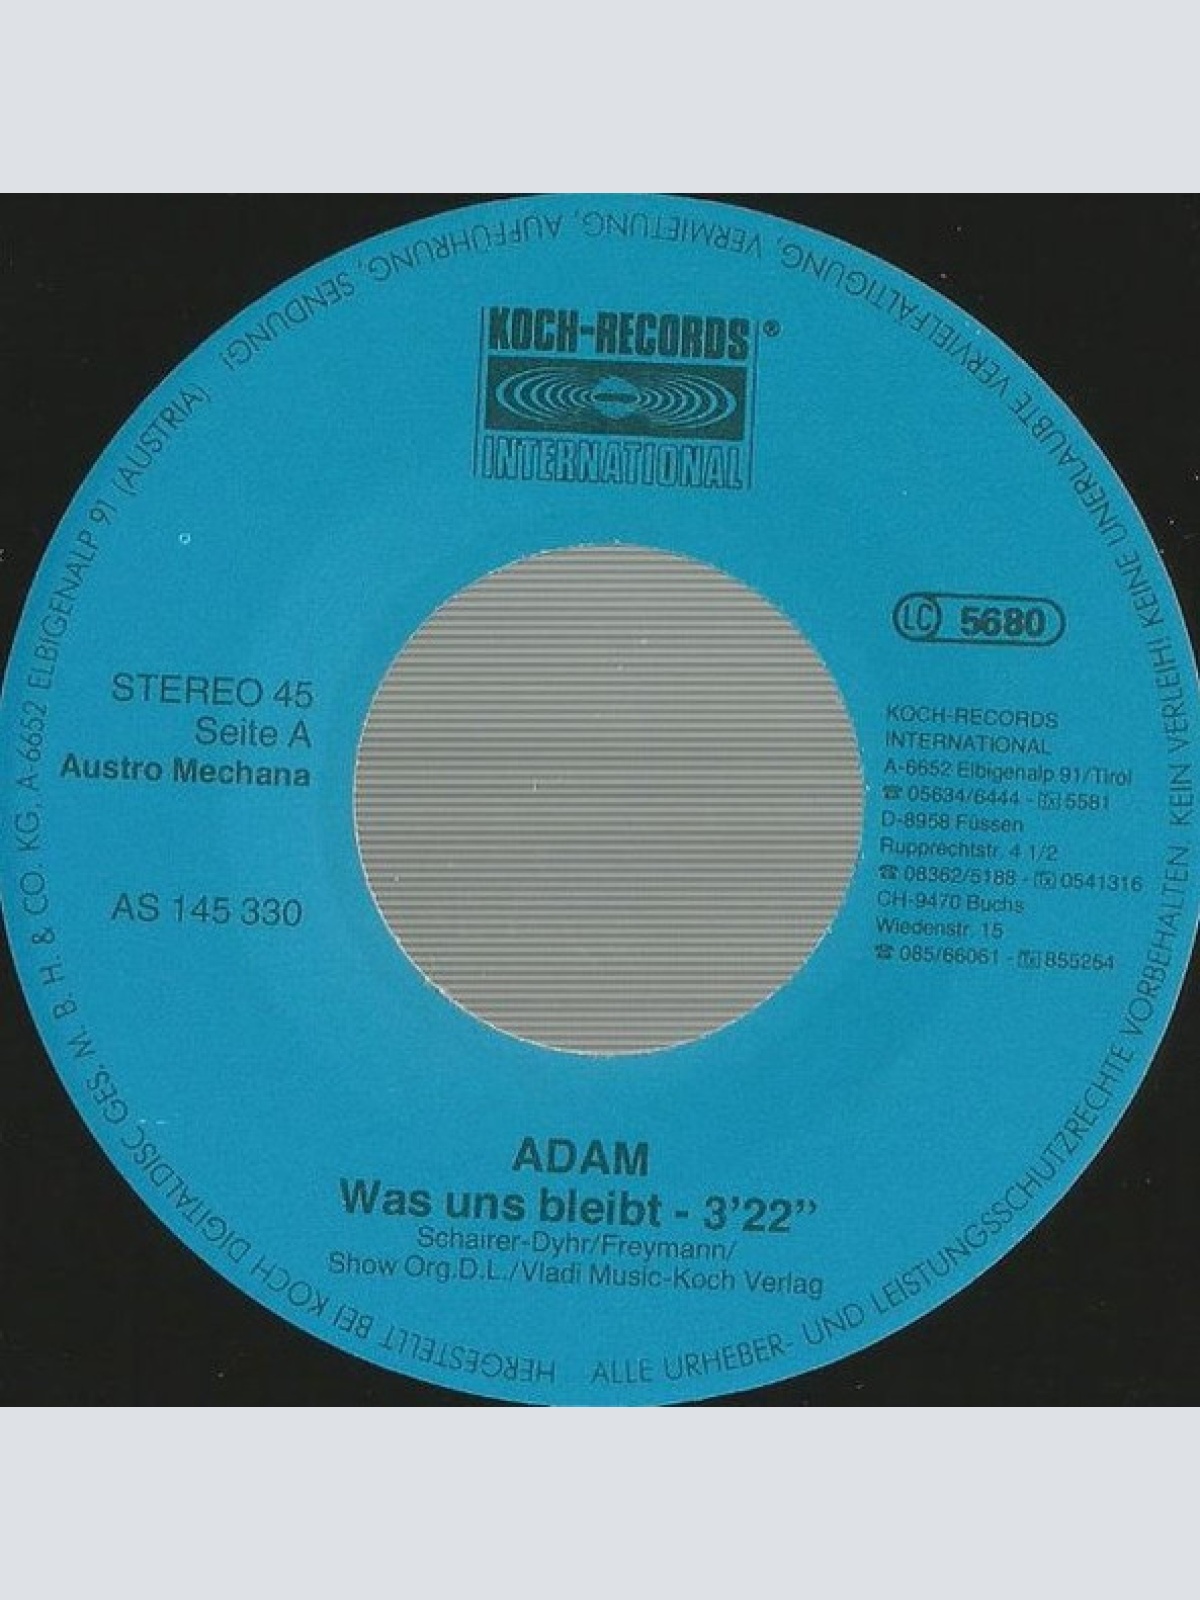 KOCH-RECORDS ®
INTERNATIONAL
LC 5680
STEREO 45
Seite A
Austro Mechana
AS 145 330
KOCH-RECORDS
INTERNATIONAL
A-6652 Elbigenalp 91/Tirol
☎ 05634/6444 - 5581
D-8958 Füssen
Rupprechtstr. 4 1/2
☎ 08362/5188 - 0541316
CH-9470 Buchs
Wiedenstr. 15
☎ 085/66061 - 855254
ADAM
Was uns bleibt - 3’22’’
Schairer-Dyhr/Freymann/
Show Org.D.L./Vladi Music-Koch Verlag
HERGESTELLT BEI KOCH DIGITALDISC GES. M. B. H. & CO. KG, A-6652 ELBIGENALP 91 (AUSTRIA)
ALLE URHEBER- UND LEISTUNGSSCHUTZRECHTE VORBEHALTEN KEIN VERLEIH! KEINE UNERLAUBTE VERVIELFÄLTIGUNG, VERMIETUNG, AUFFÜHRUNG, SENDUNG!